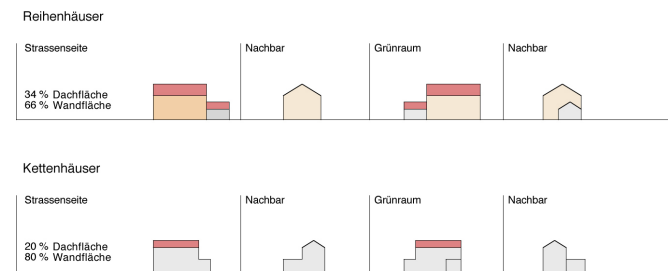 Reihenhäuser
Strassenseite
Nachbar
Grünraum
Nachbar
34 % Dachfläche
66 % Wandfläche
Kettenhäuser
Strassenseite
Nachbar
Grünraum
Nachbar
20 % Dachfläche
80 % Wandfläche